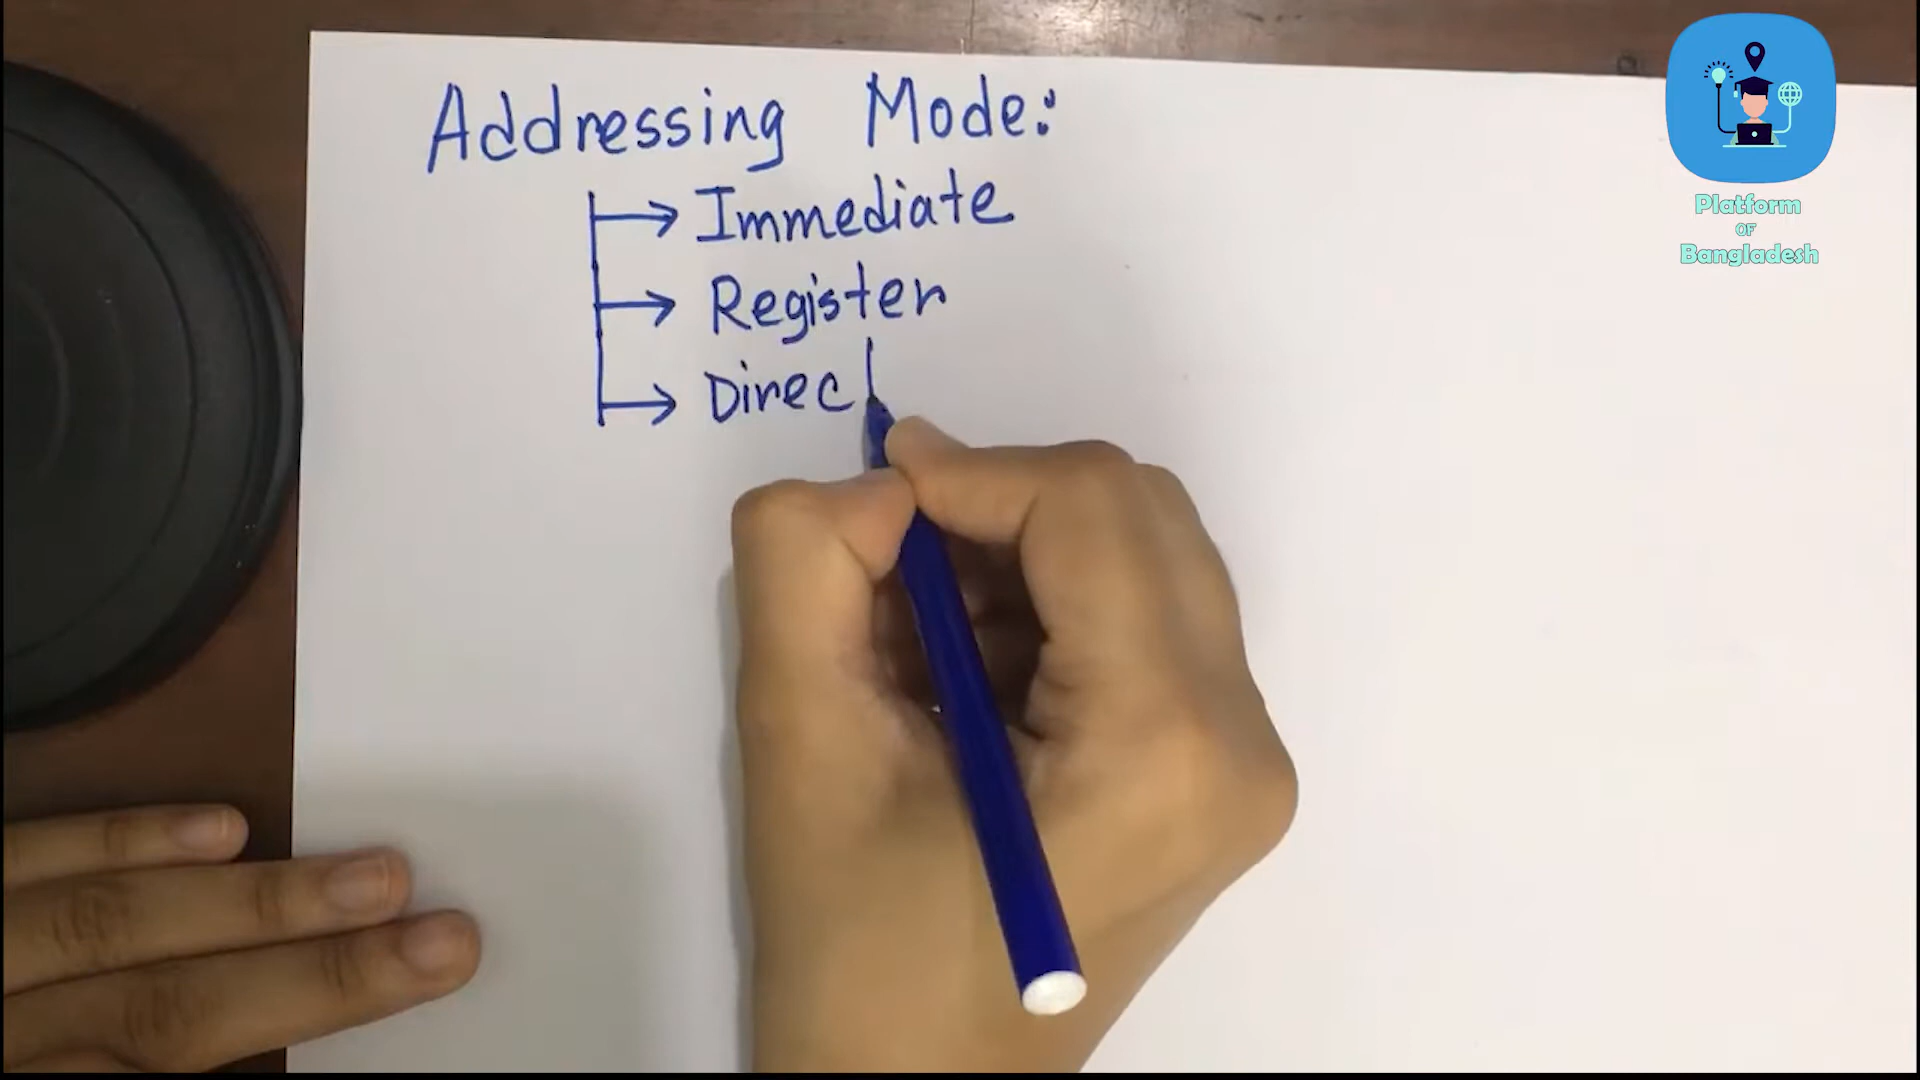 Addressing Mode:
Immediate
Register
Direc
Platform
OF
Bangladesh